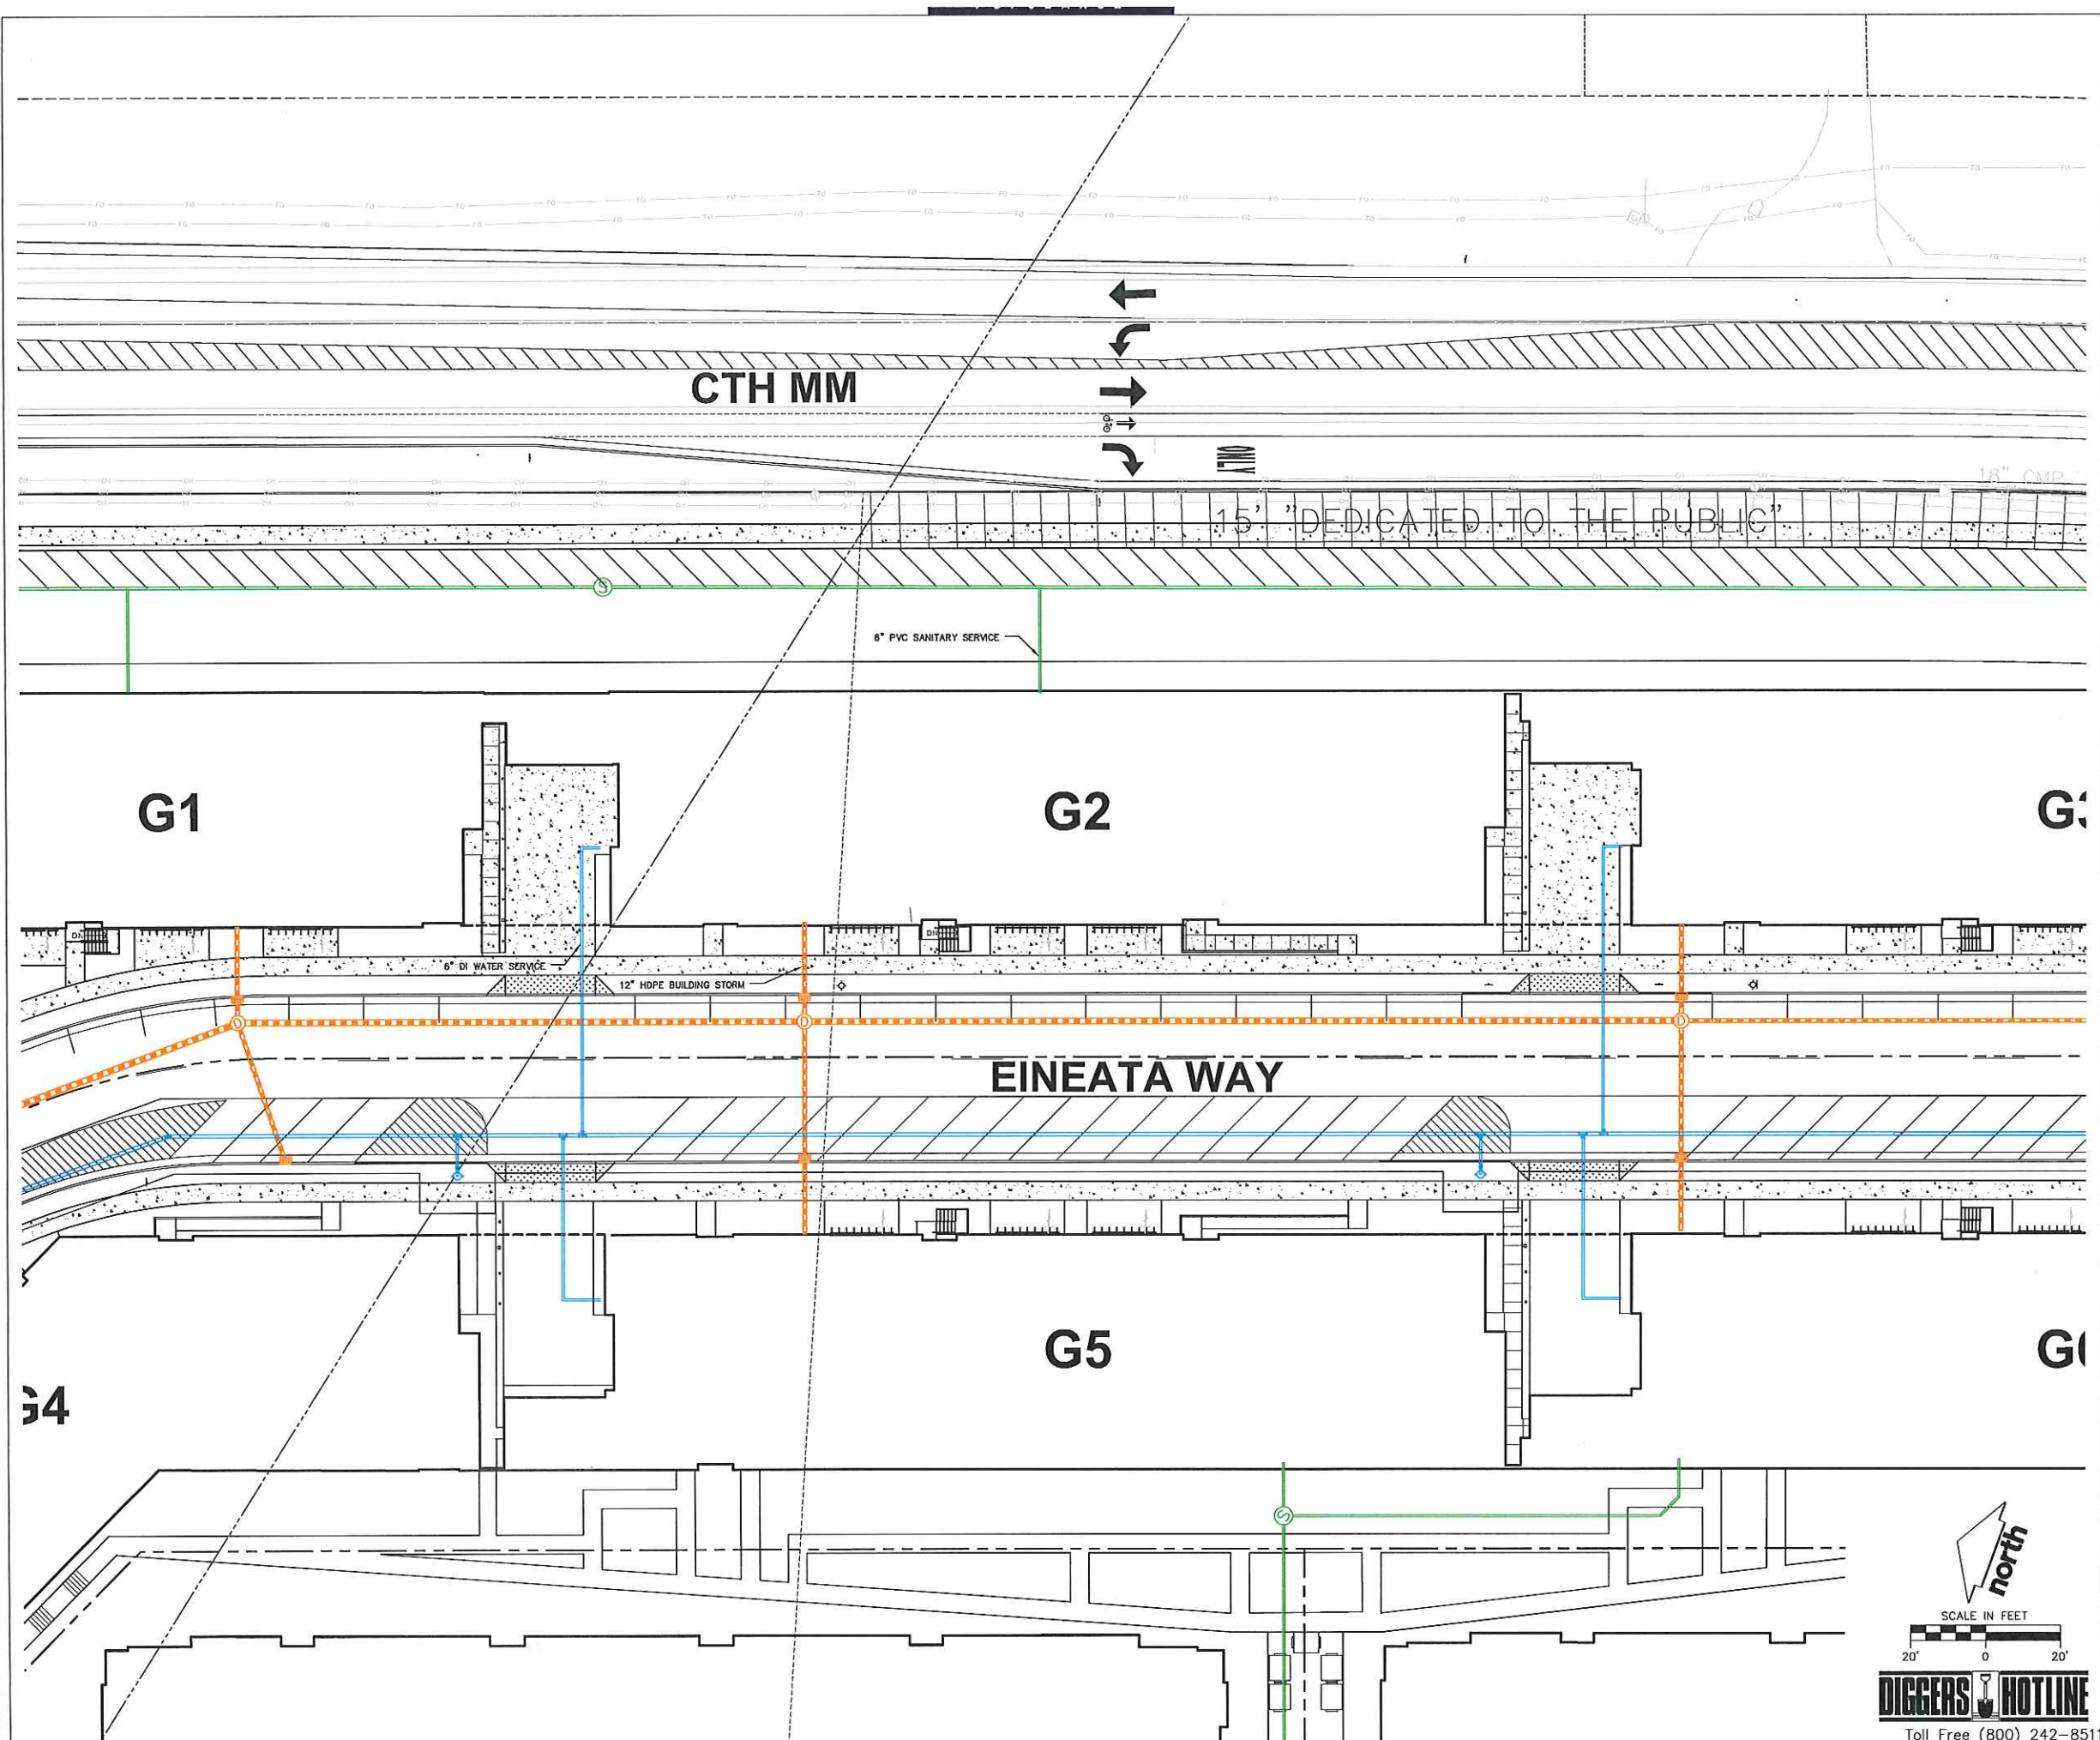 CTH MM
ONLY
18" CMP
15' "DEDICATED TO THE PUBLIC"
S
6" PVC SANITARY SERVICE
G1
G2
DN
DN
6" DI WATER SERVICE
12" HDPE BUILDING STORM
D
D
D
EINEATA WAY
G5
G4
S
north
SCALE IN FEET
20' 0 20'
DIGGERS HOTLINE
Toll Free (800) 242-8511